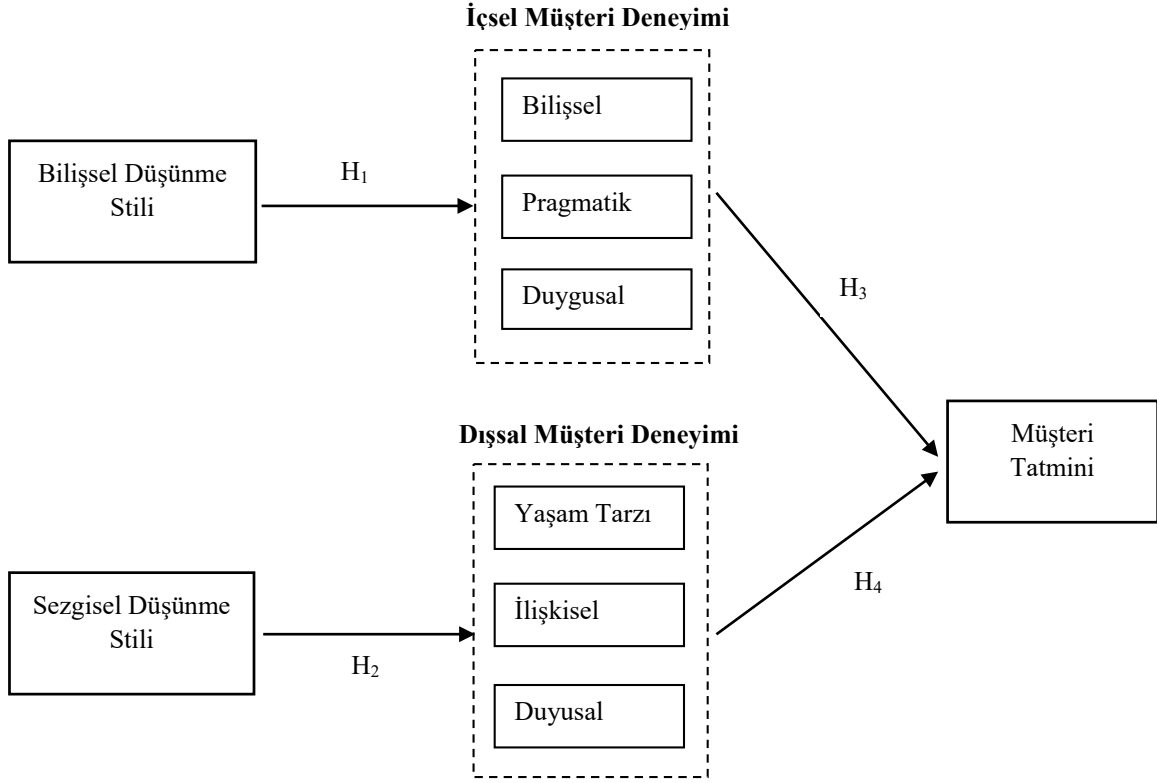 İçsel Müşteri Deneyimi
Bilişsel
Bilişsel Düşünme
Stili
H1
Pragmatik
Duygusal
H3
Dışsal Müşteri Deneyimi
Müşteri
Tatmini
Yaşam Tarzı
Sezgisel Düşünme
Stili
H2
İlişkisel
H4
Duyusal